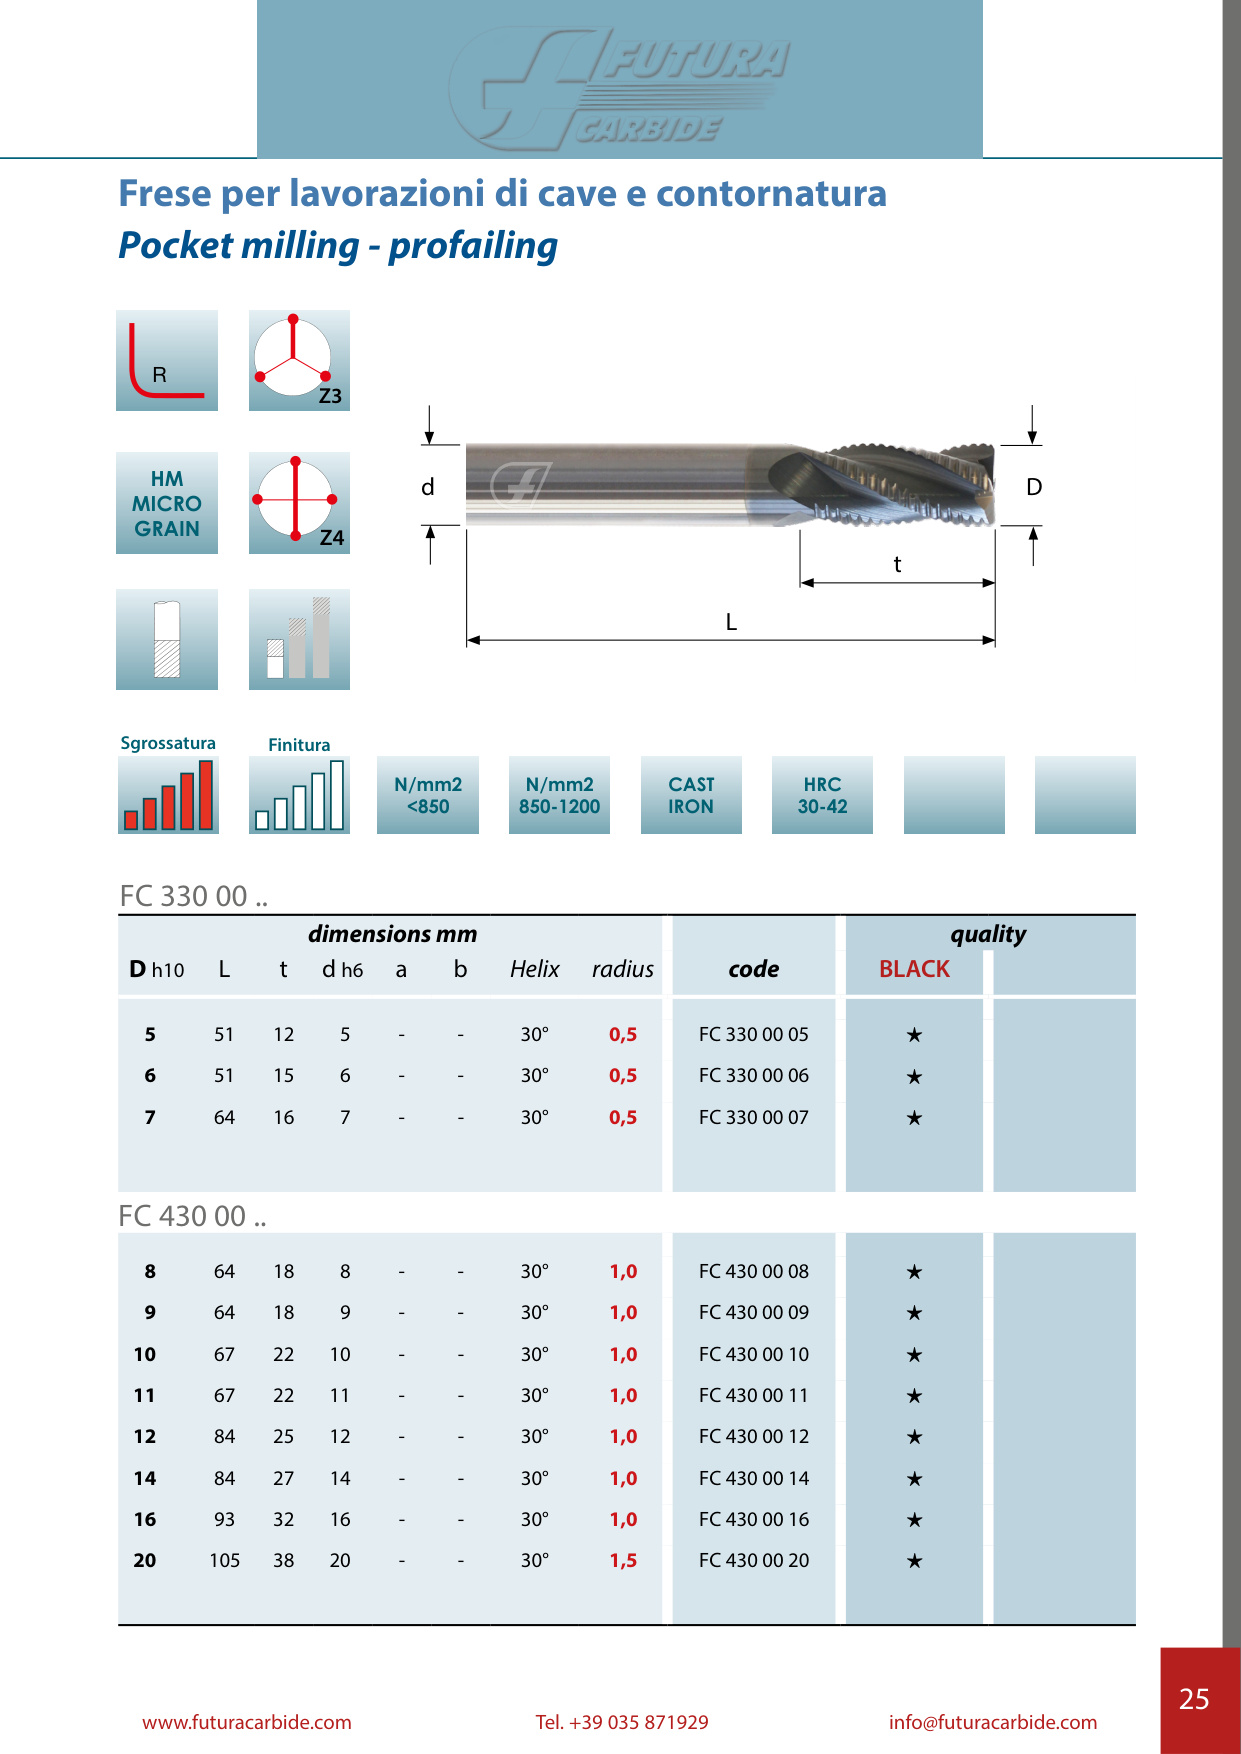 FUTURA
CARBIDE
Frese per lavorazioni di cave e contornatura
Pocket milling - profailing
R
Z3
HM
MICRO
GRAIN
Z4
d
D
t
L
Sgrossatura
Finitura
N/mm2
<850
N/mm2
850-1200
CAST
IRON
HRC
30-42
FC 330 00 ..
dimensions mm quality
D h10 L t d h6 a b Helix radius code BLACK
5 51 12 5 - - 30° 0,5 FC 330 00 05 ★
6 51 15 6 - - 30° 0,5 FC 330 00 06 ★
7 64 16 7 - - 30° 0,5 FC 330 00 07 ★
FC 430 00 ..
8 64 18 8 - - 30° 1,0 FC 430 00 08 ★
9 64 18 9 - - 30° 1,0 FC 430 00 09 ★
10 67 22 10 - - 30° 1,0 FC 430 00 10 ★
11 67 22 11 - - 30° 1,0 FC 430 00 11 ★
12 84 25 12 - - 30° 1,0 FC 430 00 12 ★
14 84 27 14 - - 30° 1,0 FC 430 00 14 ★
16 93 32 16 - - 30° 1,0 FC 430 00 16 ★
20 105 38 20 - - 30° 1,5 FC 430 00 20 ★
25
www.futuracarbide.com Tel. +39 035 871929 info@futuracarbide.com